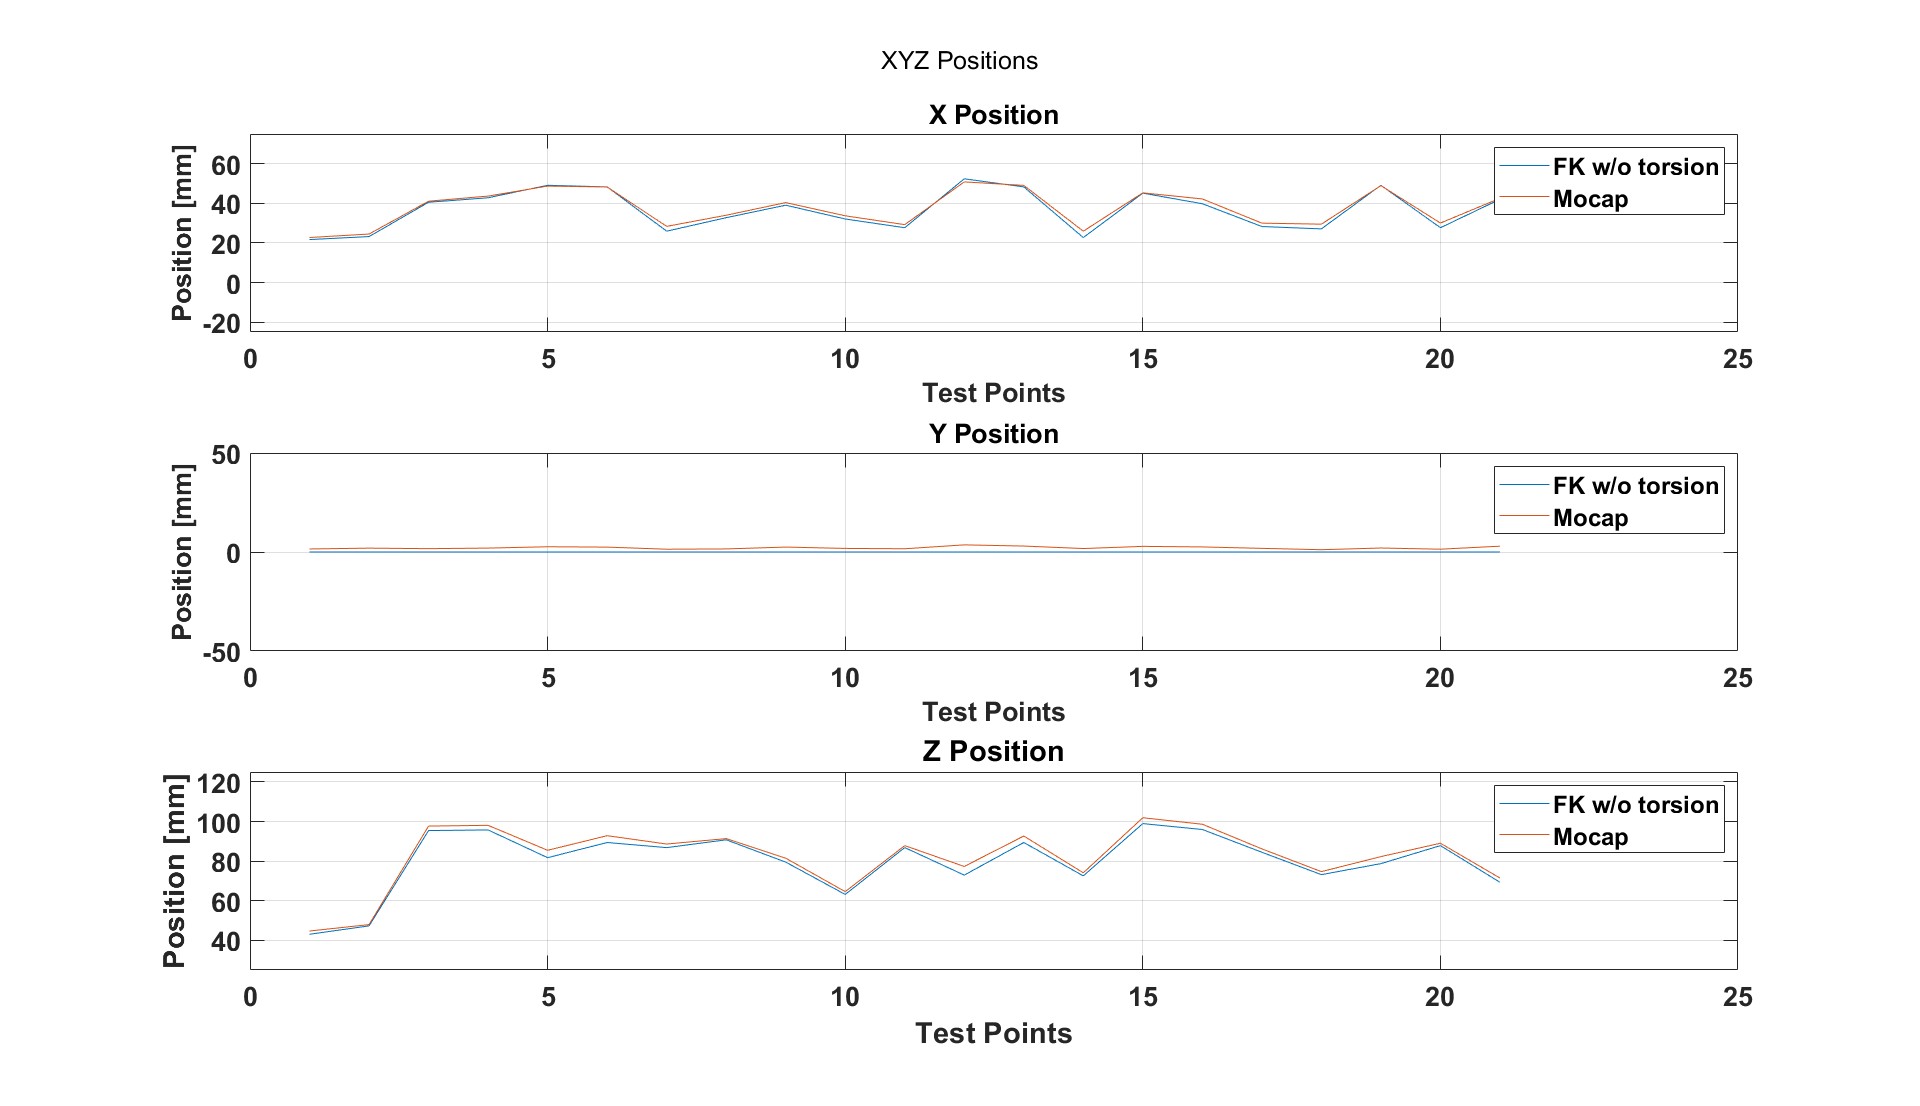 XYZ Positions
X Position
Position [mm]
60
40
20
0
-20
FK w/o torsion
Mocap
0 5 10 15 20 25
Test Points
Y Position
Position [mm]
50
0
-50
FK w/o torsion
Mocap
0 5 10 15 20 25
Test Points
Z Position
Position [mm]
120
100
80
60
40
FK w/o torsion
Mocap
0 5 10 15 20 25
Test Points